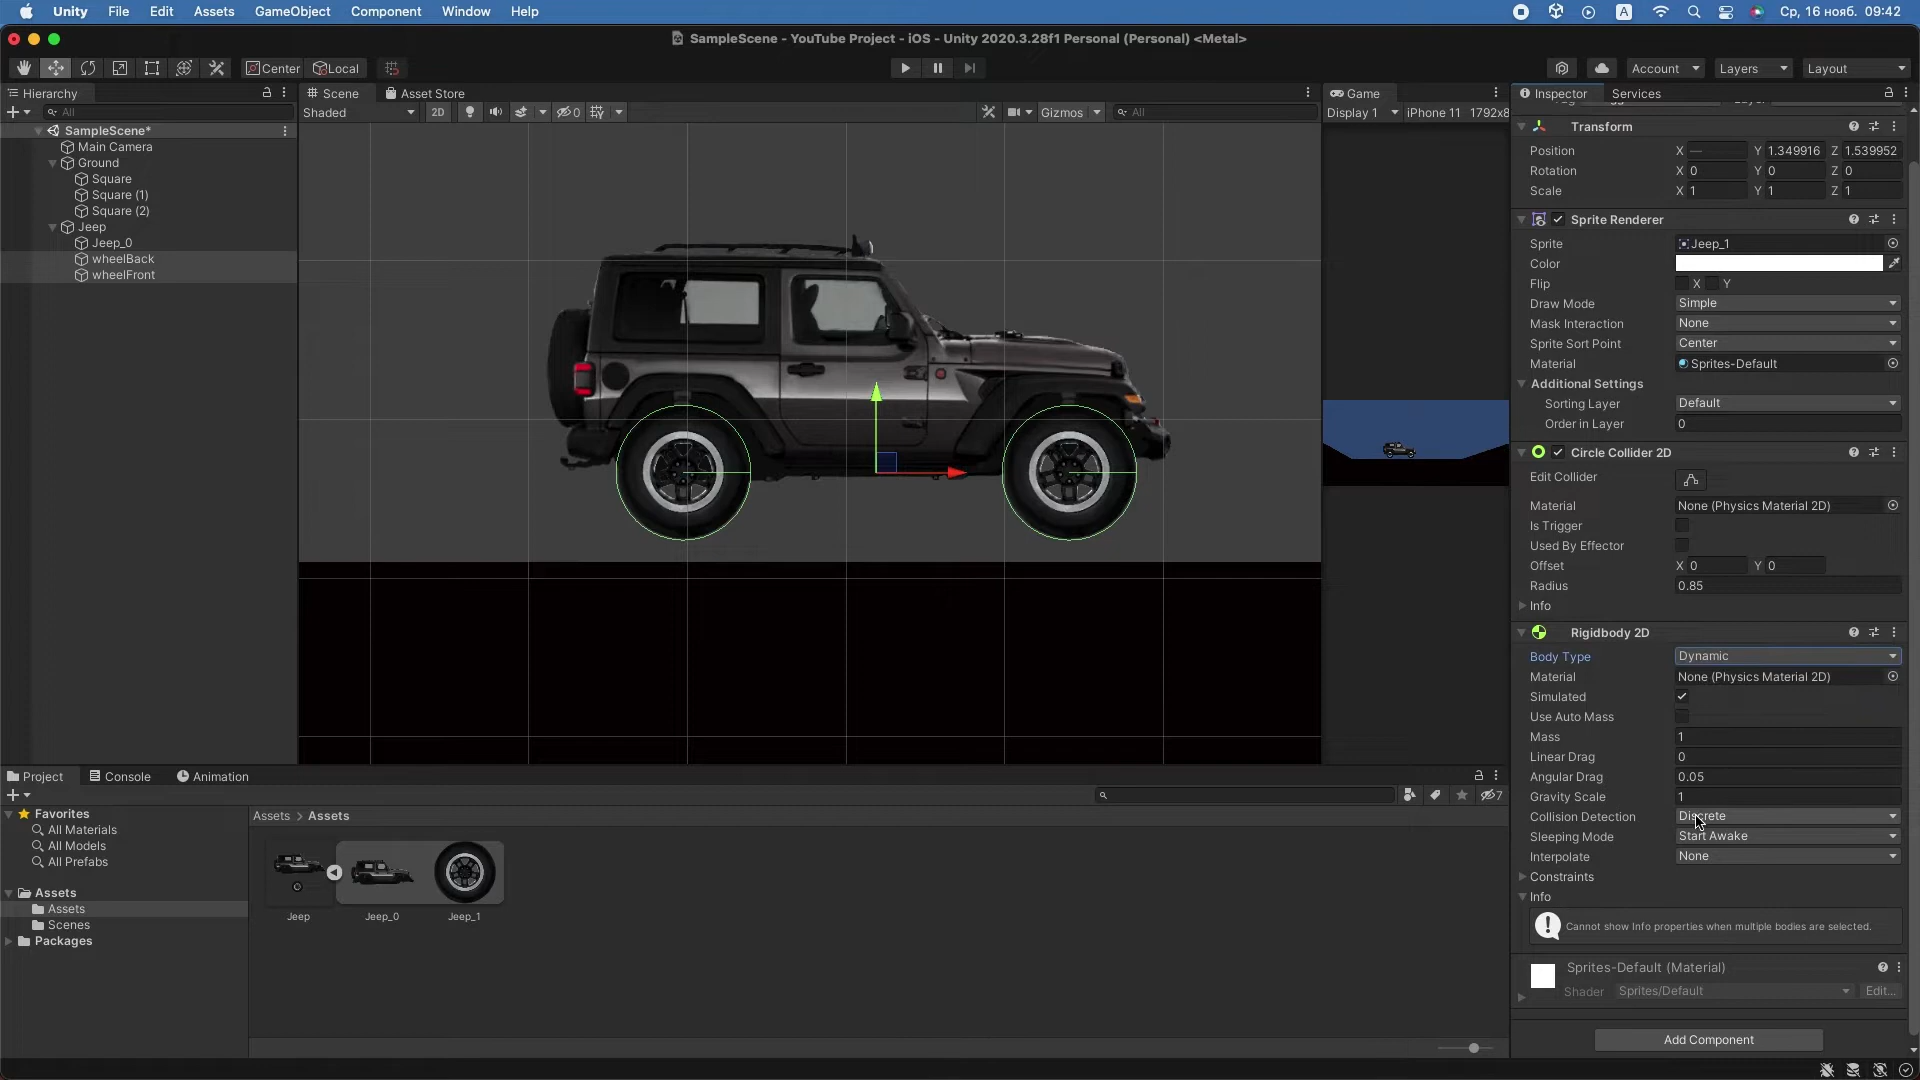 Unity File Edit Assets GameObject Component Window Help A Ср, 16 нояб. 09:42
SampleScene - YouTube Project - iOS - Unity 2020.3.28f1 Personal (Personal) <Metal>
Center Local Account Layers Layout
Hierarchy
All
SampleScene*
Main Camera
Ground
Square
Square (1)
Square (2)
Jeep
Jeep_0
wheelBack
wheelFront
Scene Asset Store
Shaded 2D 0 Gizmos All
Game
Display 1 iPhone 11 1792x8
Inspector Services
Transform
Position X — Y 1.349916 Z 1.539952
Rotation X 0 Y 0 Z 0
Scale X 1 Y 1 Z 1
Sprite Renderer
Sprite Jeep_1
Color
Flip X Y
Draw Mode Simple
Mask Interaction None
Sprite Sort Point Center
Material Sprites-Default
Additional Settings
Sorting Layer Default
Order in Layer 0
Circle Collider 2D
Edit Collider
Material None (Physics Material 2D)
Is Trigger
Used By Effector
Offset X 0 Y 0
Radius 0.85
Info
Rigidbody 2D
Body Type Dynamic
Material None (Physics Material 2D)
Simulated
Use Auto Mass
Mass 1
Linear Drag 0
Angular Drag 0.05
Gravity Scale 1
Collision Detection Discrete
Sleeping Mode Start Awake
Interpolate None
Constraints
Info
Cannot show Info properties when multiple bodies are selected.
Sprites-Default (Material)
Shader Sprites/Default Edit...
Add Component
Project Console Animation
7
Favorites
All Materials
All Models
All Prefabs
Assets
Assets
Scenes
Packages
Assets > Assets
Jeep Jeep_0 Jeep_1